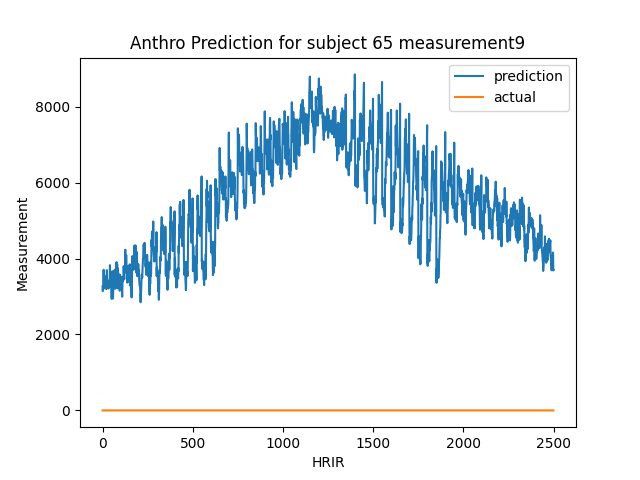 Anthro Prediction for subject 65 measurement9
prediction
actual
8000
6000
4000
2000
0
Measurement
0 500 1000 1500 2000 2500
HRIR